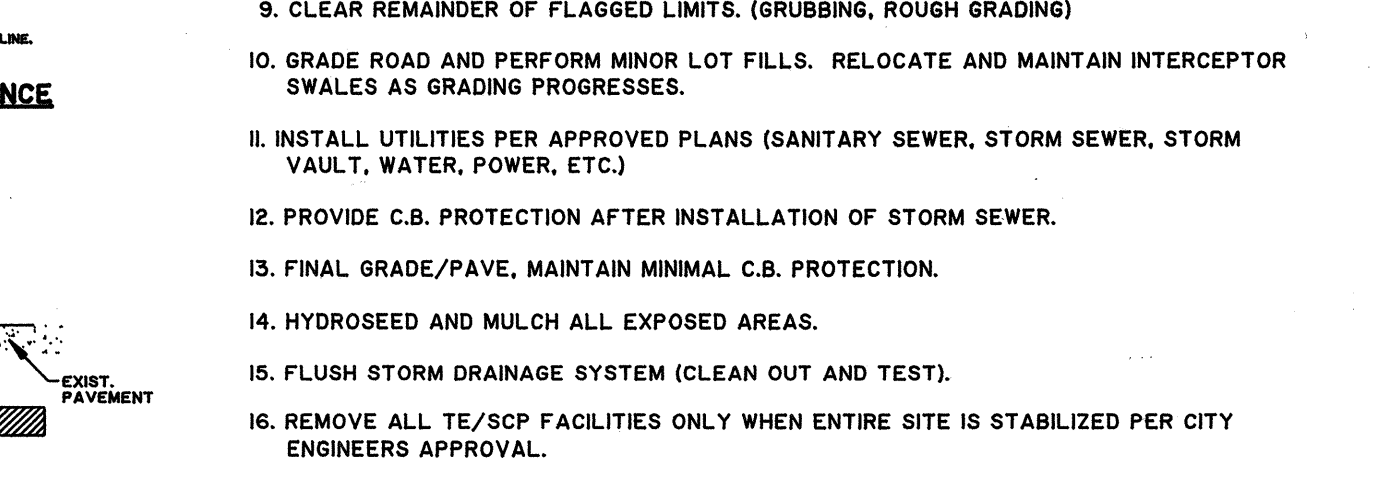 9. CLEAR REMAINDER OF FLAGGED LIMITS. (GRUBBING, ROUGH GRADING)
LINE.
10. GRADE ROAD AND PERFORM MINOR LOT FILLS. RELOCATE AND MAINTAIN INTERCEPTOR
SWALES AS GRADING PROGRESSES.
NCE
11. INSTALL UTILITIES PER APPROVED PLANS (SANITARY SEWER, STORM SEWER, STORM
VAULT, WATER, POWER, ETC.)
12. PROVIDE C.B. PROTECTION AFTER INSTALLATION OF STORM SEWER.
13. FINAL GRADE/PAVE, MAINTAIN MINIMAL C.B. PROTECTION.
14. HYDROSEED AND MULCH ALL EXPOSED AREAS.
15. FLUSH STORM DRAINAGE SYSTEM (CLEAN OUT AND TEST).
EXIST.
PAVEMENT
16. REMOVE ALL TE/SCP FACILITIES ONLY WHEN ENTIRE SITE IS STABILIZED PER CITY
ENGINEERS APPROVAL.